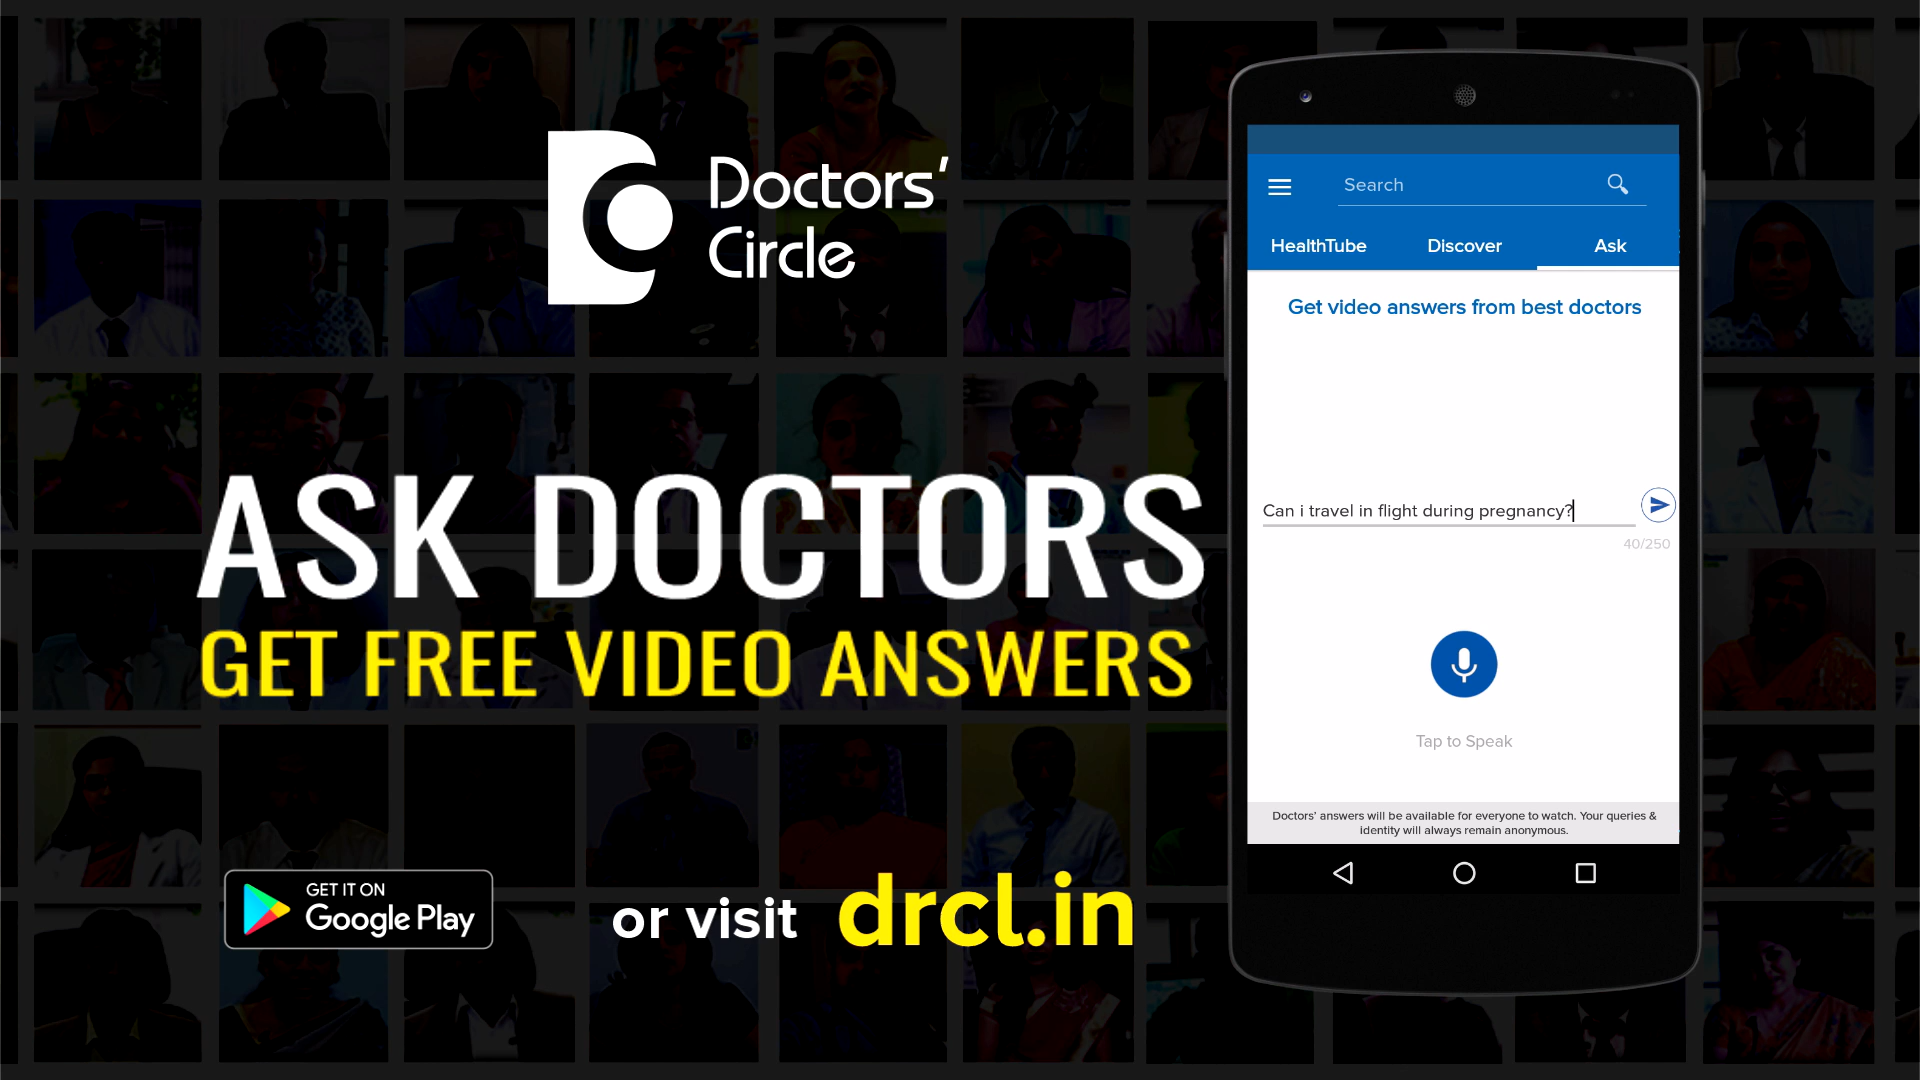 Doctors'
Circle
ASK DOCTORS
GET FREE VIDEO ANSWERS
GET IT ON
Google Play
or visit drcl.in
Search
HealthTube Discover Ask
Get video answers from best doctors
Can i travel in flight during pregnancy?
40/250
Tap to Speak
Doctors' answers will be available for everyone to watch. Your queries &
identity will always remain anonymous.